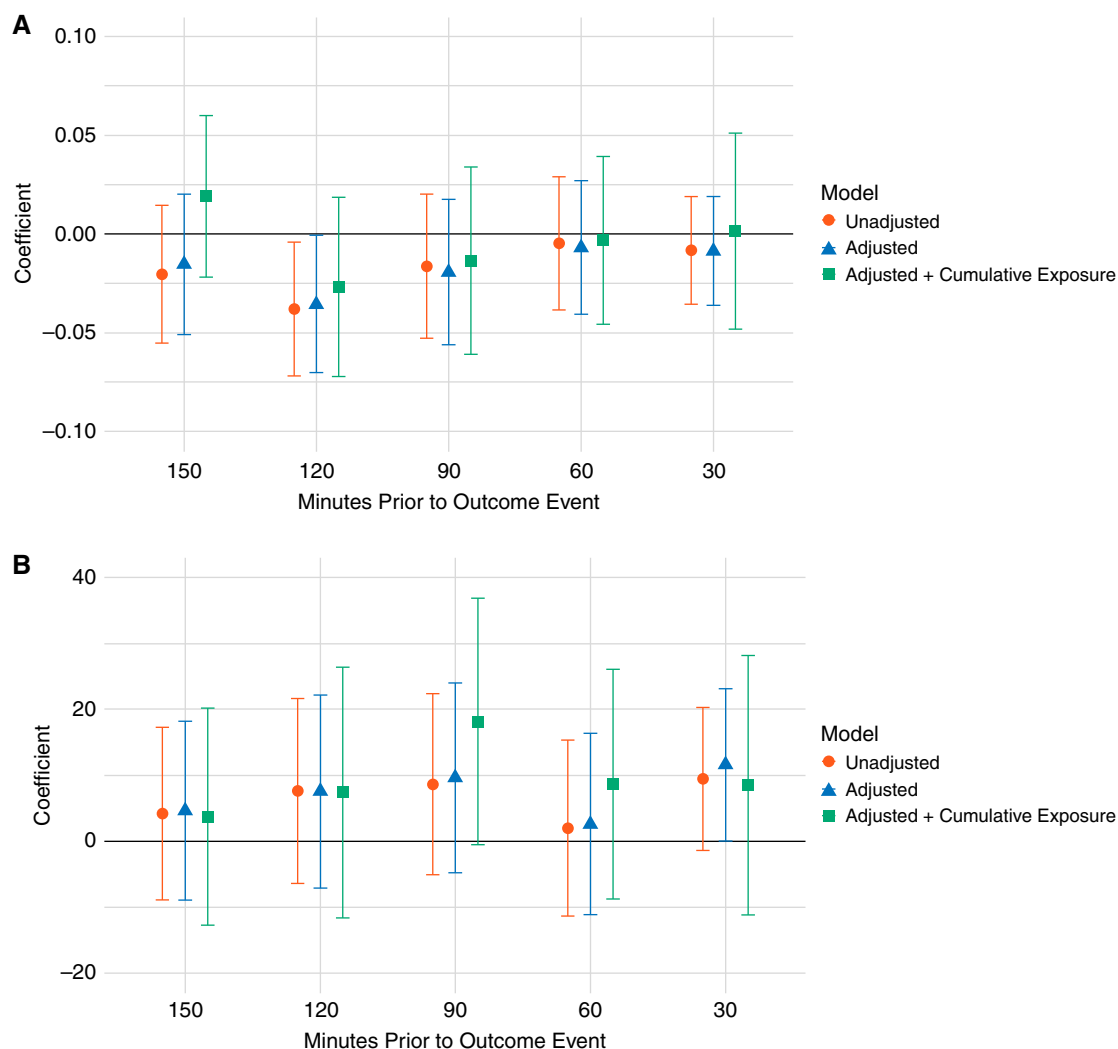 A
0.10
0.05
0.00
−0.05
−0.10
Coefficient
150 120 90 60 30
Minutes Prior to Outcome Event
Model
Unadjusted
Adjusted
Adjusted + Cumulative Exposure
B
40
20
0
−20
Coefficient
150 120 90 60 30
Minutes Prior to Outcome Event
Model
Unadjusted
Adjusted
Adjusted + Cumulative Exposure